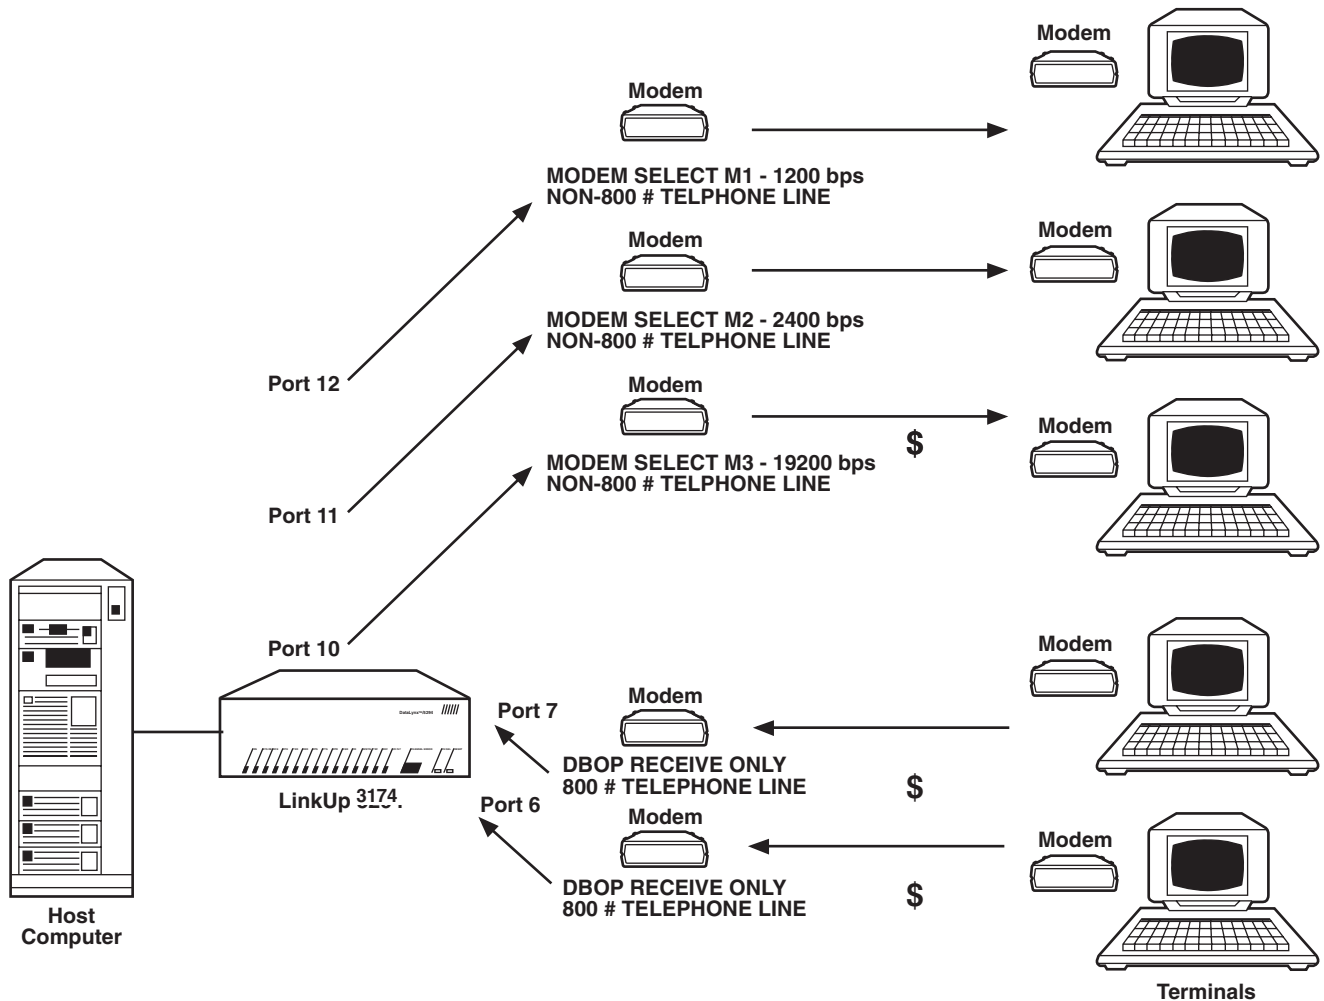 Modem
Modem
MODEM SELECT M1 - 1200 bps
NON-800 # TELPHONE LINE
Modem
Modem
MODEM SELECT M2 - 2400 bps
NON-800 # TELPHONE LINE
Port 12
Modem
$
Modem
MODEM SELECT M3 - 19200 bps
NON-800 # TELPHONE LINE
Port 11
Port 10
Modem
Modem
Port 7
DBOP RECEIVE ONLY
800 # TELEPHONE LINE
$
LinkUp 3174
Port 6
Modem
Modem
DBOP RECEIVE ONLY
800 # TELEPHONE LINE
$
Host
Computer
Terminals